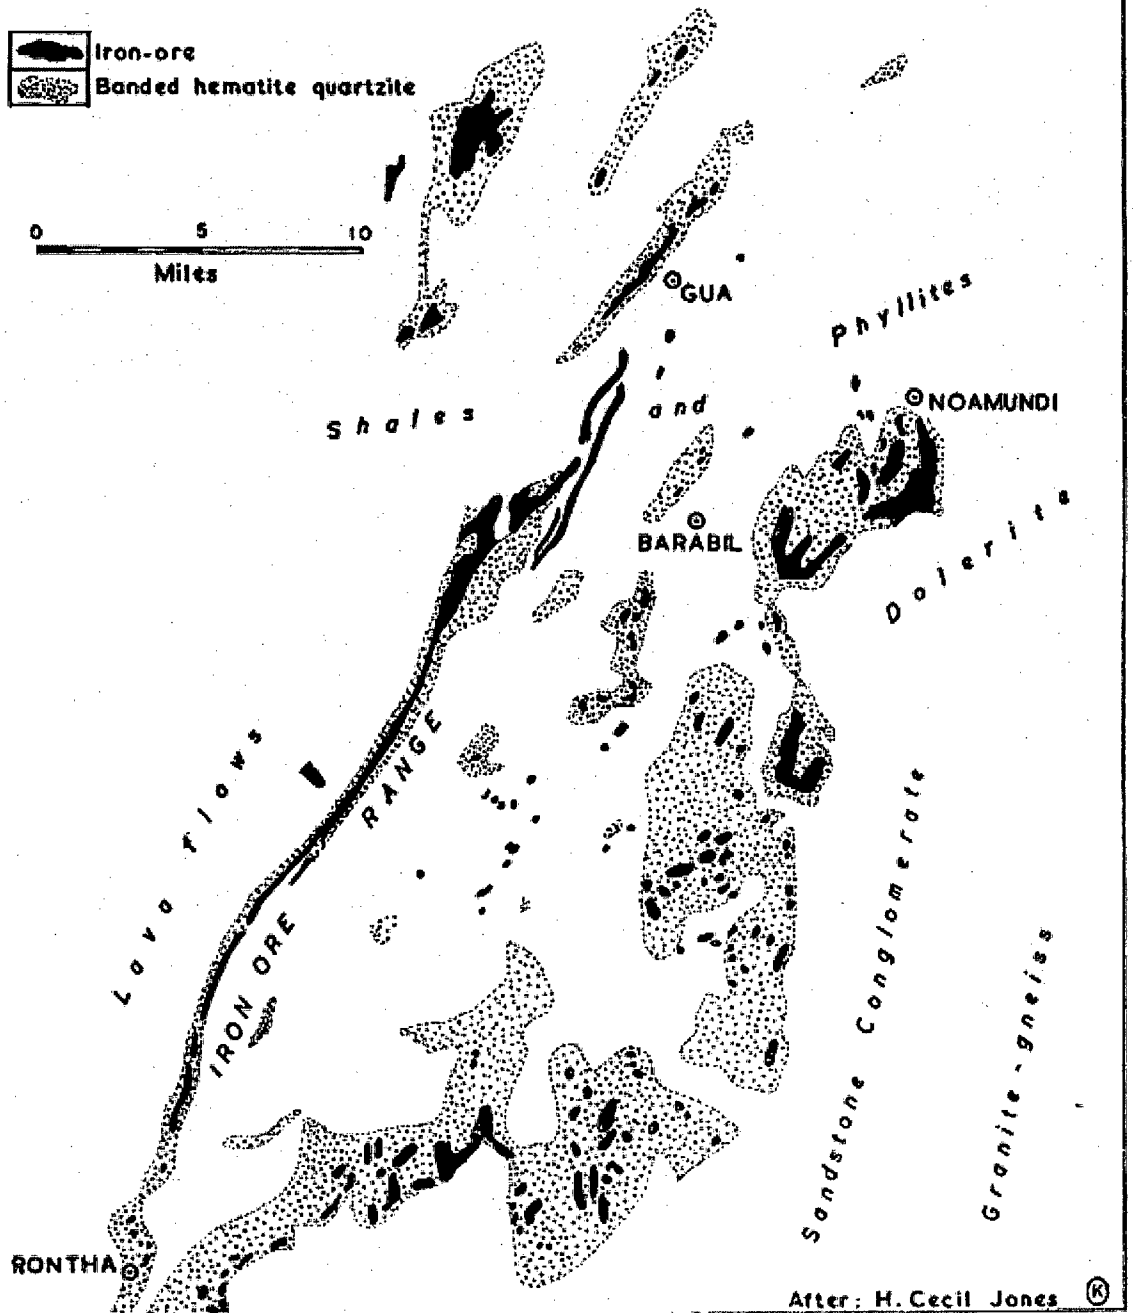 Iron-ore
Banded hematite quartzite
0 5 10
Miles
GUA
Phyllites
NOAMUNDI
Shales and
BARABIL
Dolerite
Lava flows
IRON ORE RANGE
Sandstone Conglomerate
Granite-gneiss
RONTHA
After: H. Cecil Jones
K